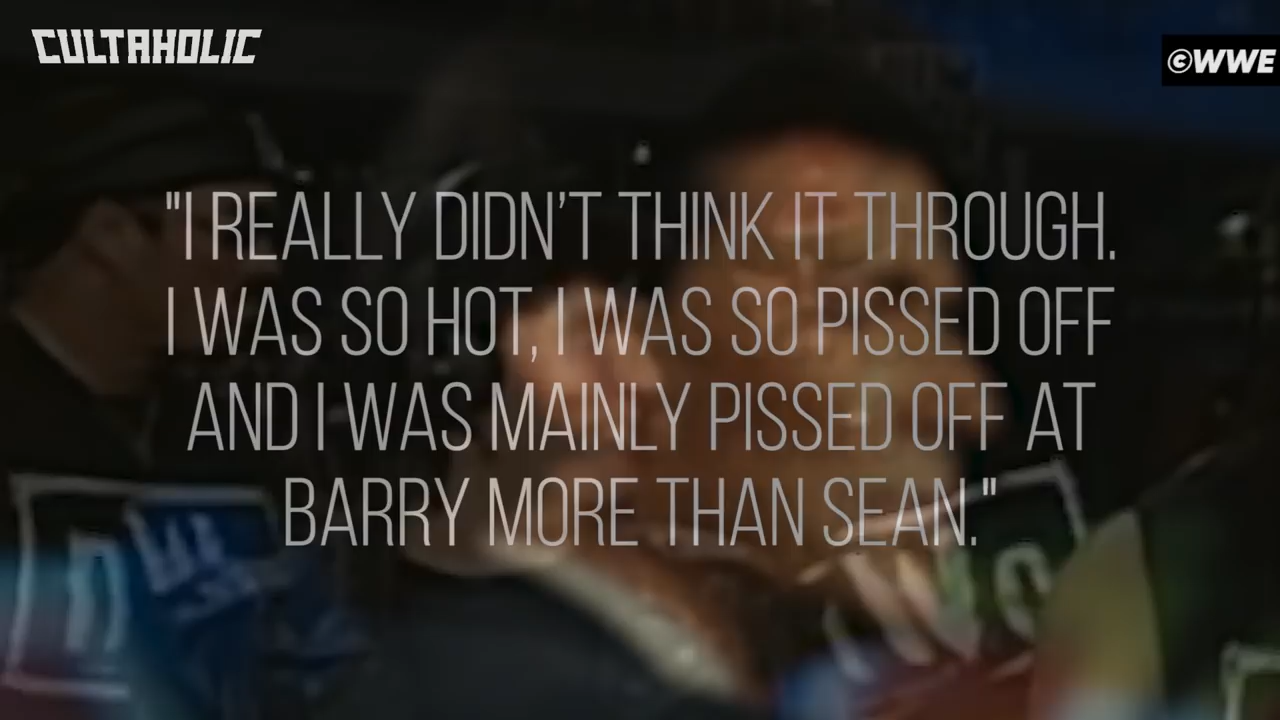 CULTAHOLIC
©WWE
"I REALLY DIDN'T THINK IT THROUGH.
I WAS SO HOT, I WAS SO PISSED OFF
AND I WAS MAINLY PISSED OFF AT
BARRY MORE THAN SEAN."